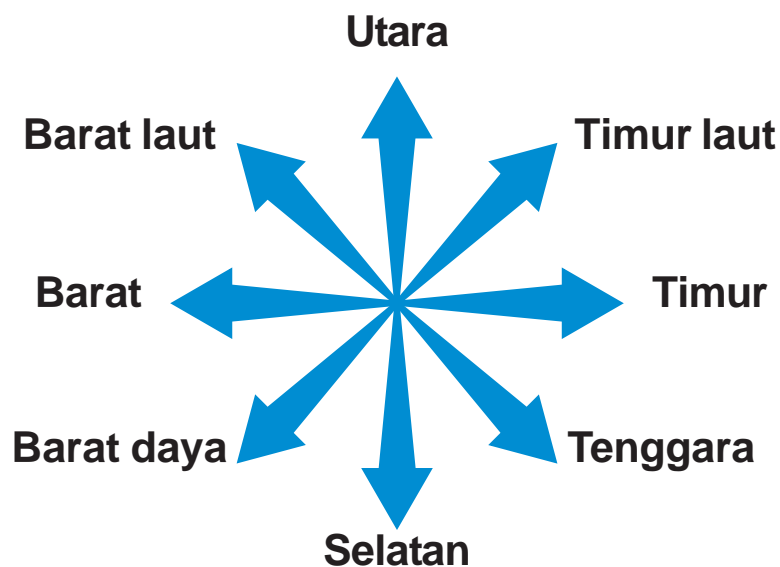 Utara
Barat laut
Timur laut
Barat
Timur
Barat daya
Tenggara
Selatan